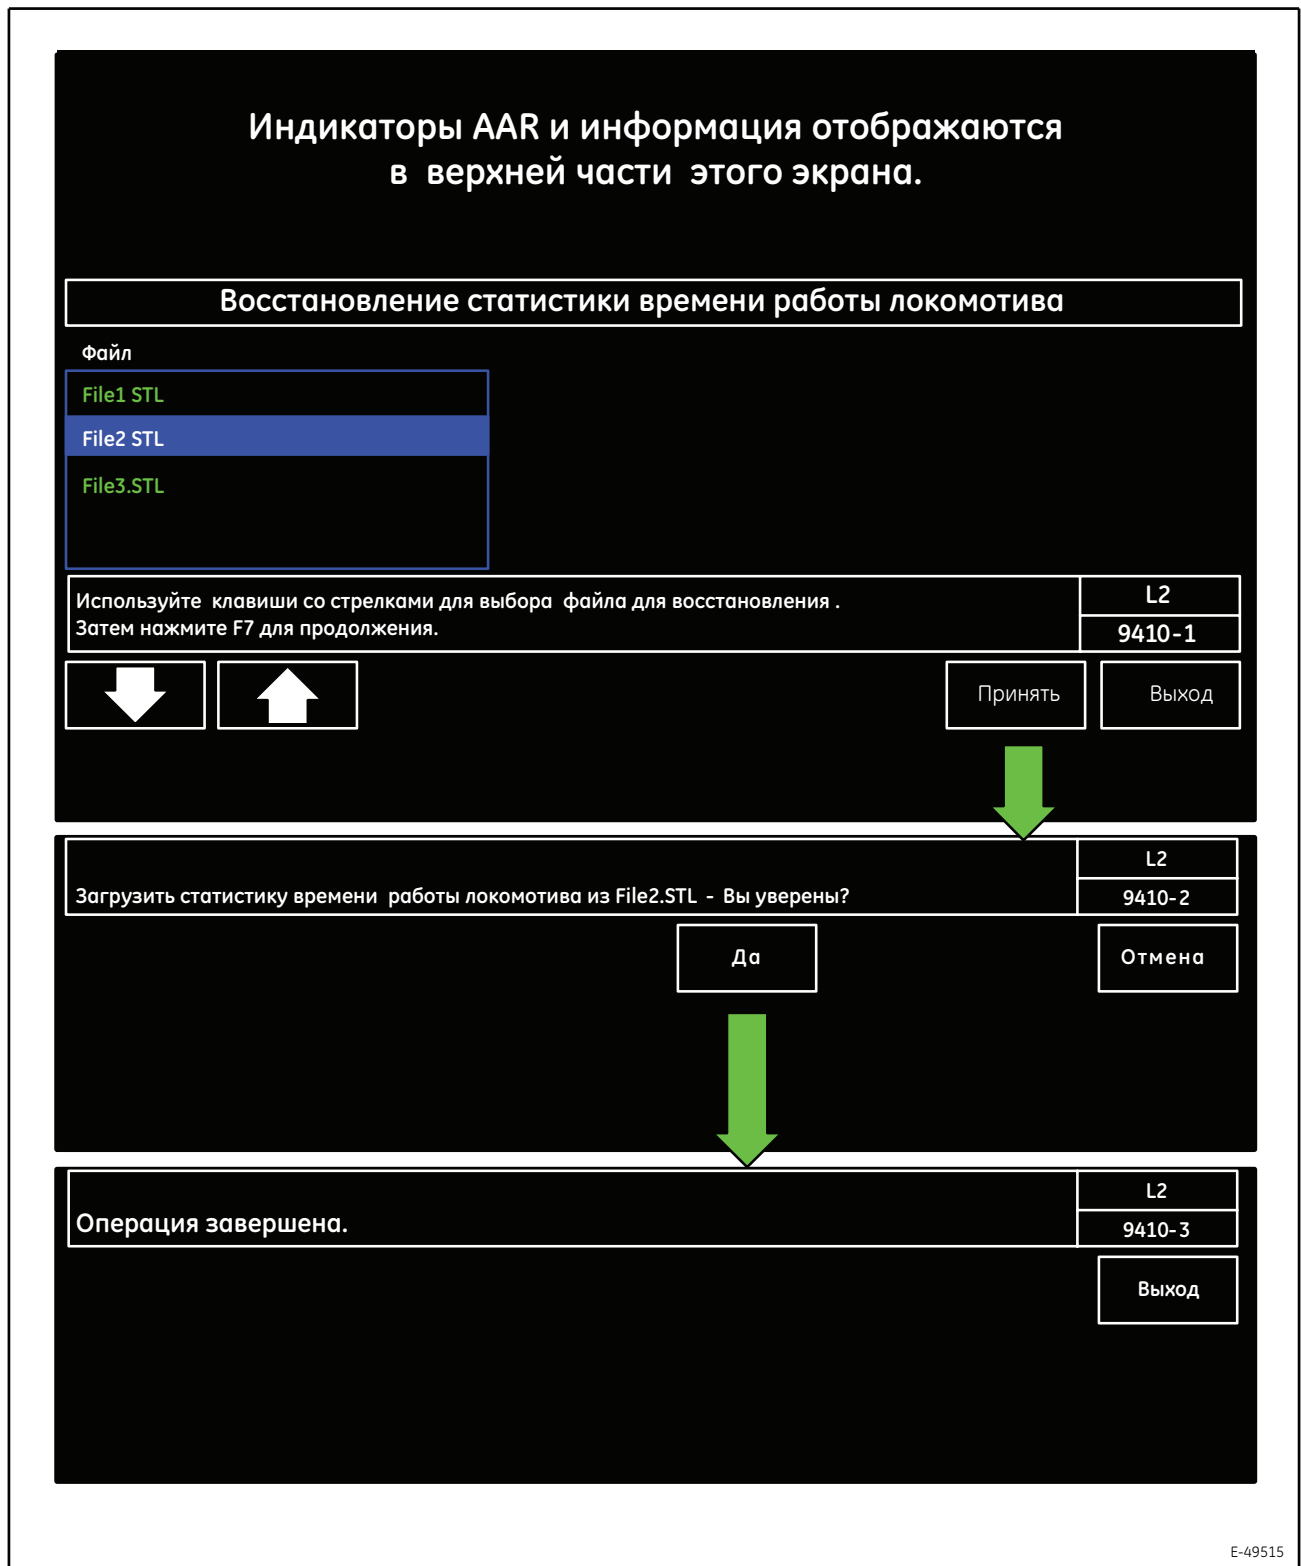 Индикаторы AAR и информация отображаются
в верхней части этого экрана.
Восстановление статистики времени работы локомотива
Файл
File1 STL
File2 STL
File3.STL
Используйте клавиши со стрелками для выбора файла для восстановления .
Затем нажмите F7 для продолжения.
L2
9410-1
Принять
Выход
L2
Загрузить статистику времени работы локомотива из File2.STL - Вы уверены?
9410-2
Да
Отмена
L2
Операция завершена.
9410-3
Выход
E-49515